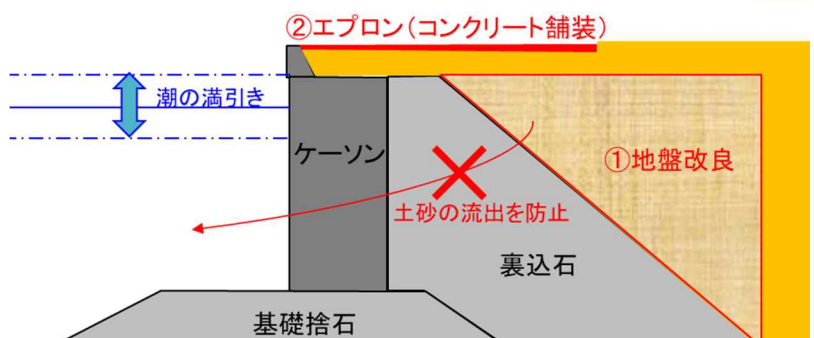 ②エプロン(コンクリート舗装)
潮の満引き
ケーソン
①地盤改良
土砂の流出を防止
裏込石
基礎捨石